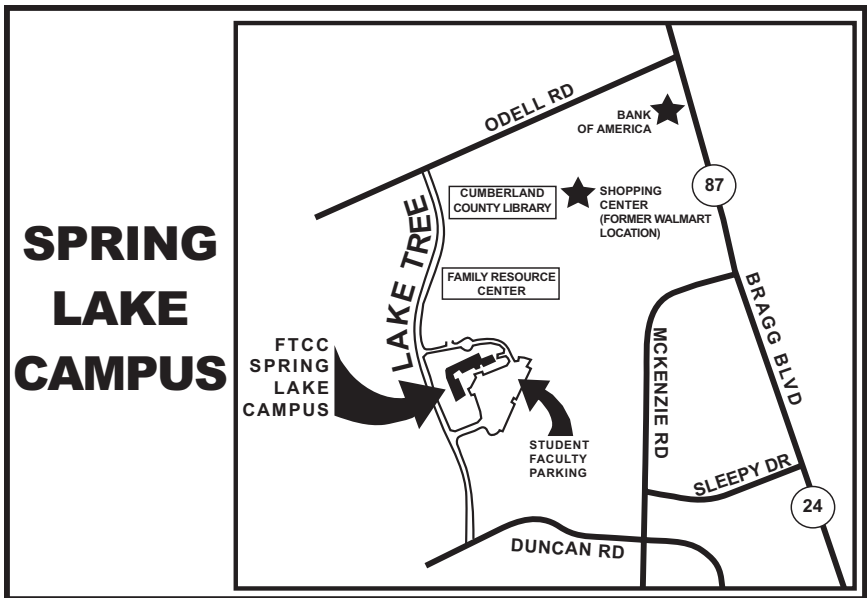 SPRING
LAKE
CAMPUS
ODELL RD
BANK
OF AMERICA
87
CUMBERLAND
COUNTY LIBRARY
SHOPPING
CENTER
(FORMER WALMART
LOCATION)
LAKE TREE
FAMILY RESOURCE
CENTER
BRAGG BLVD
FTCC
SPRING
LAKE
CAMPUS
MCKENZIE RD
STUDENT
FACULTY
PARKING
SLEEPY DR
24
DUNCAN RD